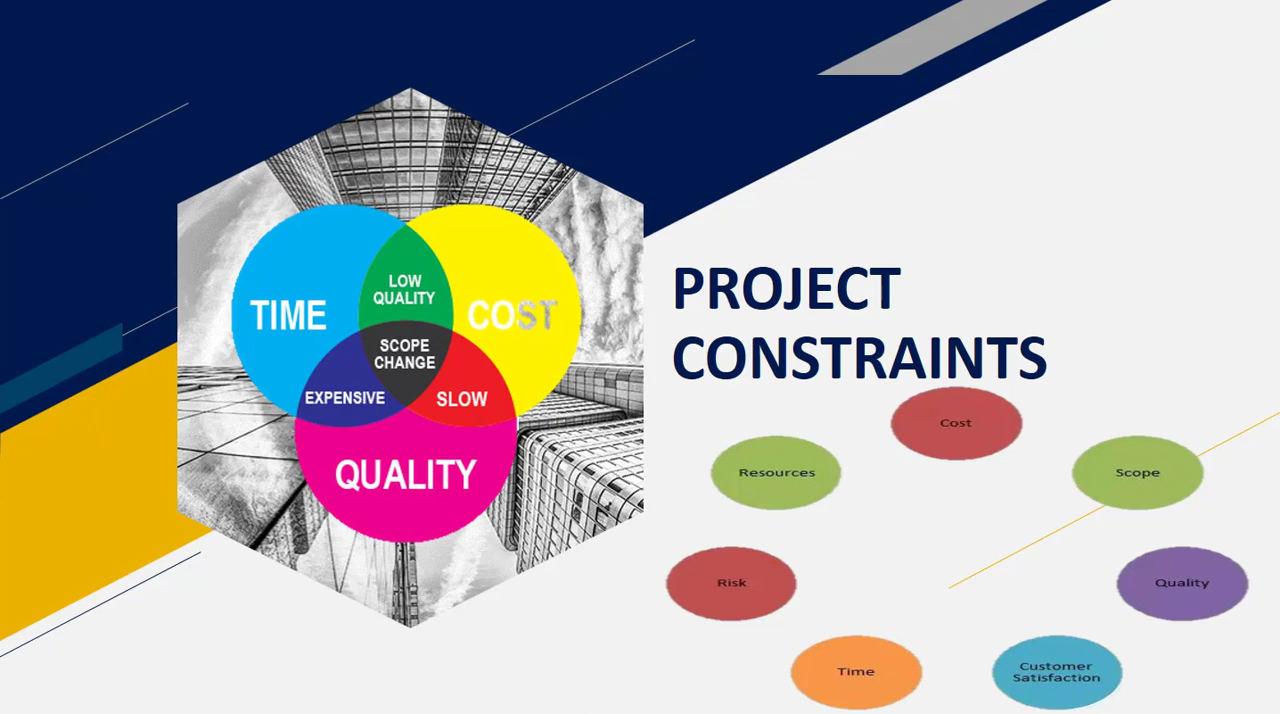 TIME
LOW
QUALITY
COST
SCOPE
CHANGE
EXPENSIVE
SLOW
QUALITY
PROJECT
CONSTRAINTS
Cost
Resources
Scope
Risk
Quality
Time
Customer
Satisfaction